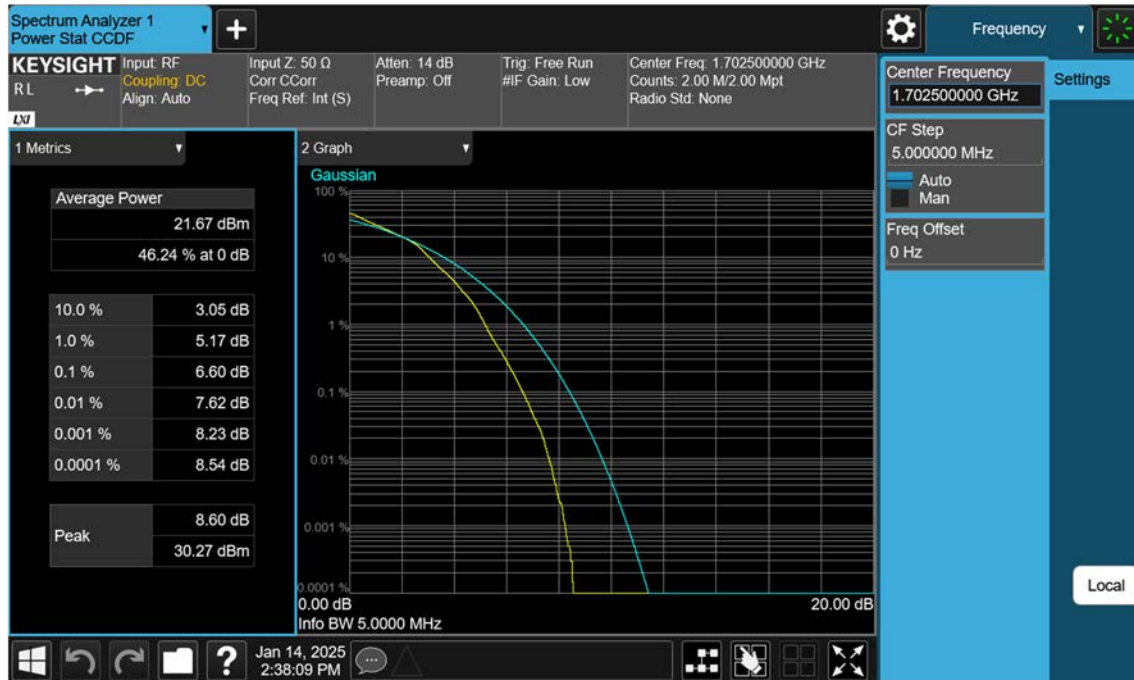 Spectrum Analyzer 1
Power Stat CCDF
Frequency
KEYSIGHT
RL
LXI
Input: RF
Coupling: DC
Align: Auto
Input Z: 50 Ω
Corr CCorr
Freq Ref: Int (S)
Atten: 14 dB
Preamp: Off
Trig: Free Run
#IF Gain: Low
Center Freq: 1.702500000 GHz
Counts: 2.00 M/2.00 Mpt
Radio Std: None
1 Metrics
Average Power
21.67 dBm
46.24 % at 0 dB
10.0 % 3.05 dB
1.0 % 5.17 dB
0.1 % 6.60 dB
0.01 % 7.62 dB
0.001 % 8.23 dB
0.0001 % 8.54 dB
Peak
8.60 dB
30.27 dBm
2 Graph
Gaussian
100 %
10 %
1 %
0.1 %
0.01 %
0.001 %
0.0001 %
0.00 dB 20.00 dB
Info BW 5.0000 MHz
Center Frequency
1.702500000 GHz
CF Step
5.000000 MHz
Auto
Man
Freq Offset
0 Hz
Settings
Local
?
Jan 14, 2025
2:38:09 PM